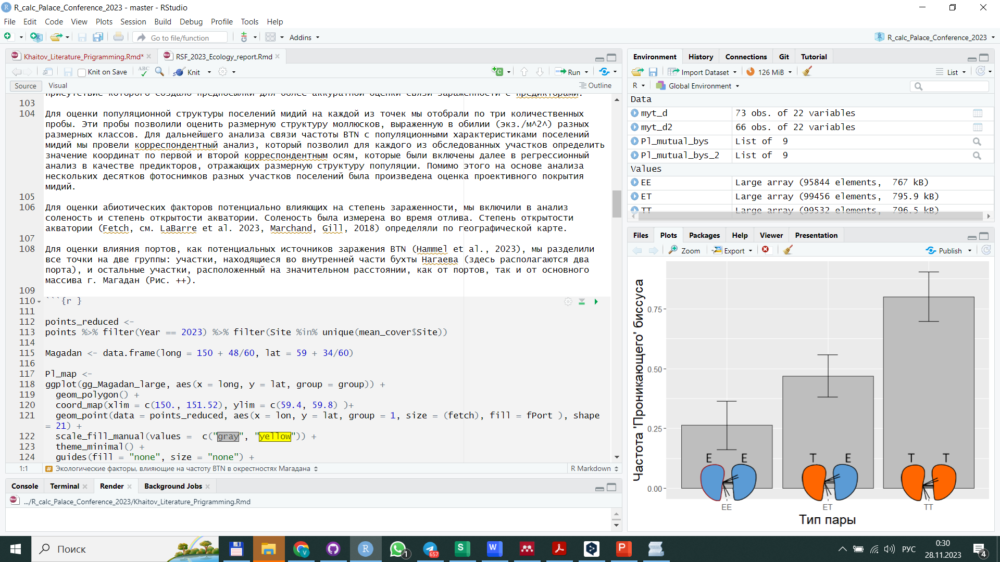 R_calc_Palace_Conference_2023 - master - RStudio
File Edit Code View Plots Session Build Debug Profile Tools Help
Go to file/function Addins R_calc_Palace_Conference_2023
Khaitov_Literature_Prigramming.Rmd* RSF_2023_Ecology_report.Rmd
Knit on Save ABC Knit Run
Source Visual Outline
присутствие которого создало предпосылки для более аккуратной оценки связи зараженности с предикторами.
103
104 Для оценки популяционной структуры поселений мидий на каждой из точек мы отобрали по три количественных
пробы. Эти пробы позволили оценить размерную структуру моллюсков, выраженную в обилии (экз./м^2^) разных
размерных классов. Для дальнейшего анализа связи частоты BTN с популяционными характеристиками поселений
мидий мы провели корреспондентный анализ, который позволил для каждого из обследованных участков определить
значение координат по первой и второй корреспондентным осям, которые были включены далее в регрессионный
анализ в качестве предикторов, отражающих размерную структуру популяции. Помимо этого на основе анализа
нескольких десятков фотоснимков разных участков поселений была произведена оценка проективного покрытия
мидий.
105
106 Для оценки абиотических факторов потенциально влияющих на степень зараженности, мы включили в анализ
соленость и степень открытости акватории. Соленость была измерена во время отлива. Степень открытости
акватории (Fetch, см. LaBarre et al. 2023, Marchand, Gill, 2018) определяли по географической карте.
107
108 Для оценки влияния портов, как потенциальных источников заражения BTN (Hammel et al., 2023), мы разделили
все точки на две группы: участки, находящиеся во внутренней части бухты Нагаева (здесь располагаются два
порта), и остальные участки, расположенный на значительном расстоянии, как от портов, так и от основного
массива г. Магадан (Рис. ++).
109
110 ```{r }
111
112 points_reduced <-
113 points %>% filter(Year == 2023) %>% filter(Site %in% unique(mean_cover$Site))
114
115 Magadan <- data.frame(long = 150 + 48/60, lat = 59 + 34/60)
116
117 Pl_map <-
118 ggplot(gg_Magadan_large, aes(x = long, y = lat, group = group)) +
119 geom_polygon() +
120 coord_map(xlim = c(150., 151.52), ylim = c(59.4, 59.8) )+
121 geom_point(data = points_reduced, aes(x = lon, y = lat, group = 1, size = (fetch), fill = fPort ), shape
= 21) +
122 scale_fill_manual(values = c("gray", "yellow")) +
123 theme_minimal() +
124 guides(fill = "none", size = "none") +
1:1 Экологические факторы, влияющие на частоту BTN в окрестностях Магадана R Markdown
Console Terminal Render Background Jobs
.../R_calc_Palace_Conference_2023/Khaitov_Literature_Prigramming.Rmd
Environment History Connections Git Tutorial
Import Dataset 126 MiB List
R Global Environment
Data
myt_d 73 obs. of 22 variables
myt_d2 66 obs. of 22 variables
Pl_mutual_bys List of 9
Pl_mutual_bys_2 List of 9
Values
EE Large array (95844 elements, 767 kB)
ET Large array (99456 elements, 795.9 kB)
TT Large array (99532 elements, 796.5 kB)
Files Plots Packages Help Viewer Presentation
Zoom Export Publish
Частота 'Проникающего' биссуса
0.75
0.50
0.25
0.00
E E T E T T
EE ET TT
Тип пары
Поиск
R 1 657 S W P
РУС
0:30
28.11.2023
4